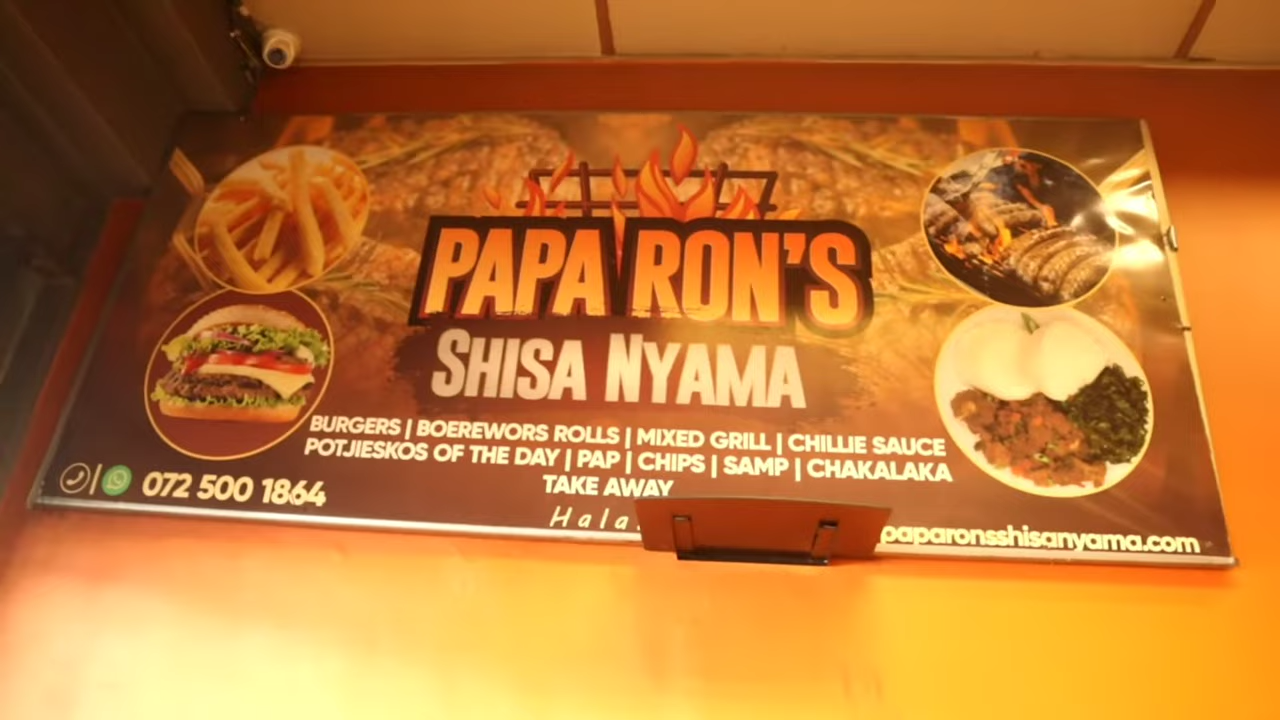 PAPA RON'S
SHISA NYAMA
BURGERS | BOEREWORS ROLLS | MIXED GRILL | CHILLIE SAUCE
POTJIESKOS OF THE DAY | PAP | CHIPS | SAMP | CHAKALAKA
TAKE AWAY
072 500 1864
paparonsshisanyama.com